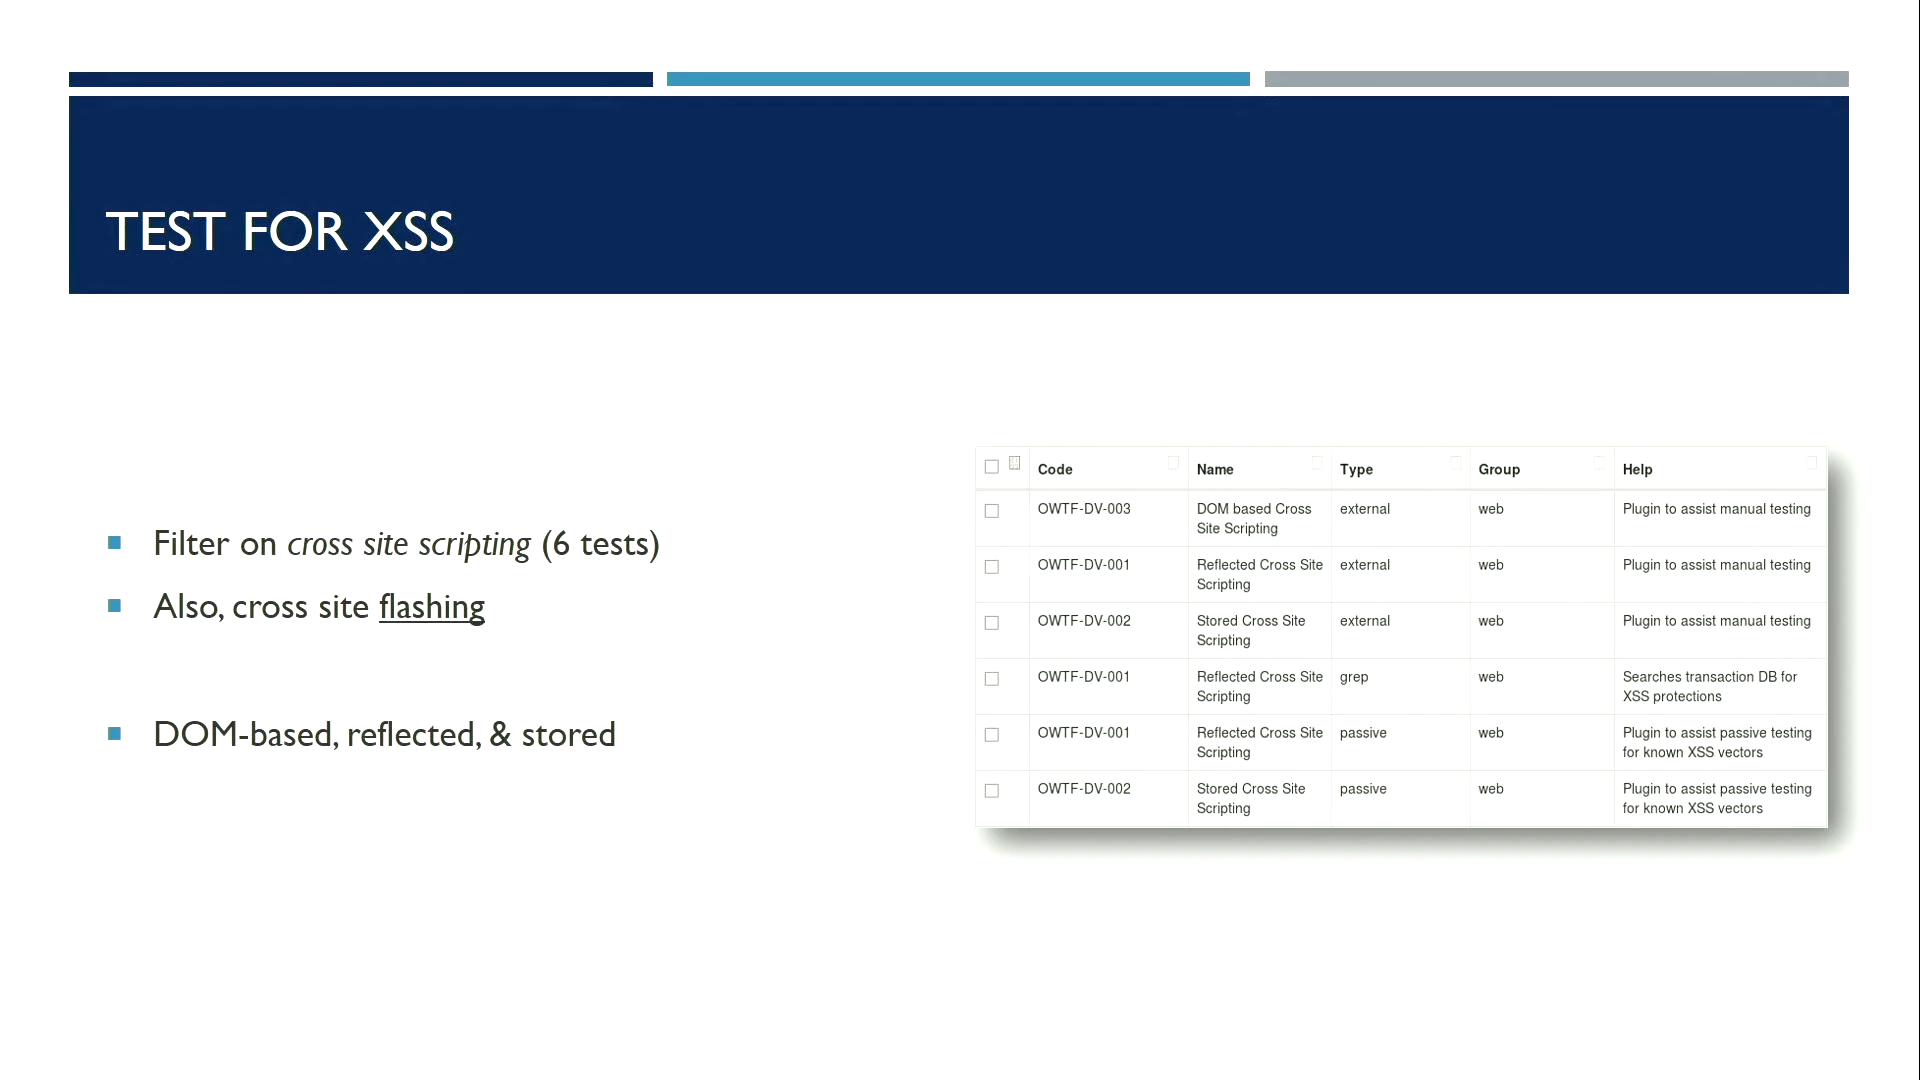 TEST FOR XSS
Filter on cross site scripting (6 tests)
Also, cross site flashing
DOM-based, reflected, & stored
Code Name Type Group Help
OWTF-DV-003 DOM based Cross external web Plugin to assist manual testing
Site Scripting
OWTF-DV-001 Reflected Cross Site external web Plugin to assist manual testing
Scripting
OWTF-DV-002 Stored Cross Site external web Plugin to assist manual testing
Scripting
OWTF-DV-001 Reflected Cross Site grep web Searches transaction DB for
Scripting XSS protections
OWTF-DV-001 Reflected Cross Site passive web Plugin to assist passive testing
Scripting for known XSS vectors
OWTF-DV-002 Stored Cross Site passive web Plugin to assist passive testing
Scripting for known XSS vectors